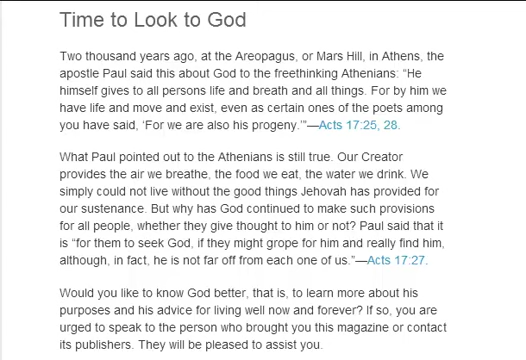 Time to Look to God
Two thousand years ago, at the Areopagus, or Mars Hill, in Athens, the
apostle Paul said this about God to the freethinking Athenians: “He
himself gives to all persons life and breath and all things. For by him we
have life and move and exist, even as certain ones of the poets among
you have said, ‘For we are also his progeny.’”—Acts 17:25, 28.
What Paul pointed out to the Athenians is still true. Our Creator
provides the air we breathe, the food we eat, the water we drink. We
simply could not live without the good things Jehovah has provided for
our sustenance. But why has God continued to make such provisions
for all people, whether they give thought to him or not? Paul said that it
is “for them to seek God, if they might grope for him and really find him,
although, in fact, he is not far off from each one of us.”—Acts 17:27.
Would you like to know God better, that is, to learn more about his
purposes and his advice for living well now and forever? If so, you are
urged to speak to the person who brought you this magazine or contact
its publishers. They will be pleased to assist you.